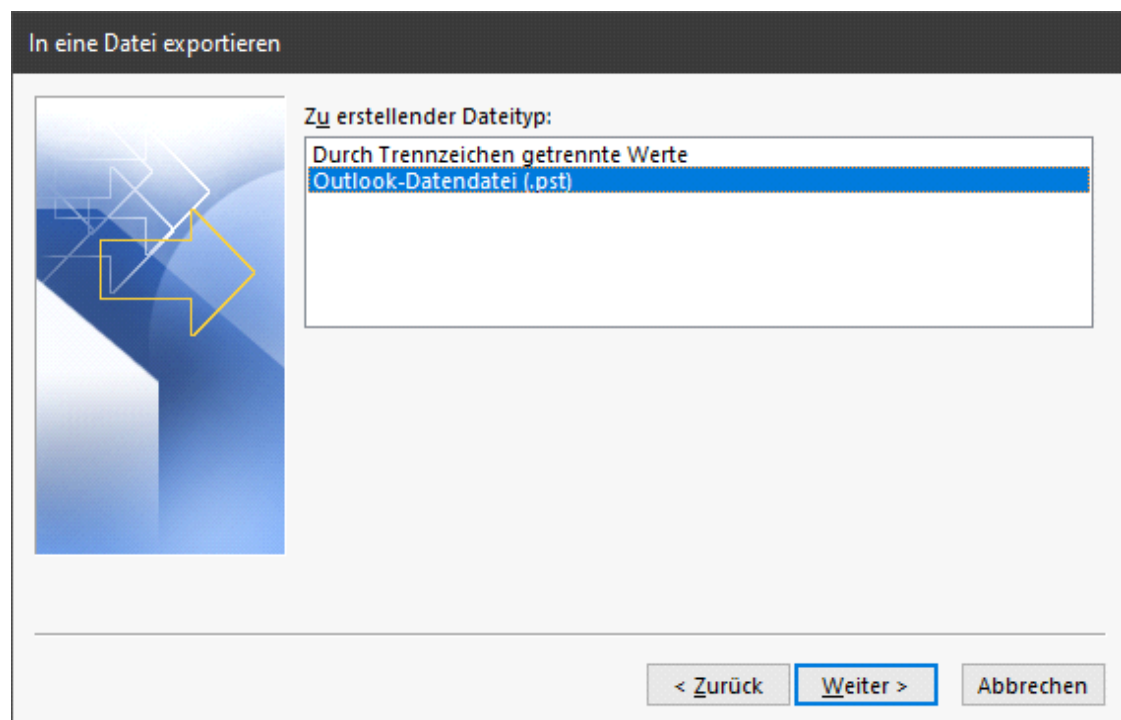 In eine Datei exportieren
Zu erstellender Dateityp:
Durch Trennzeichen getrennte Werte
Outlook-Datendatei (.pst)
< Zurück
Weiter >
Abbrechen